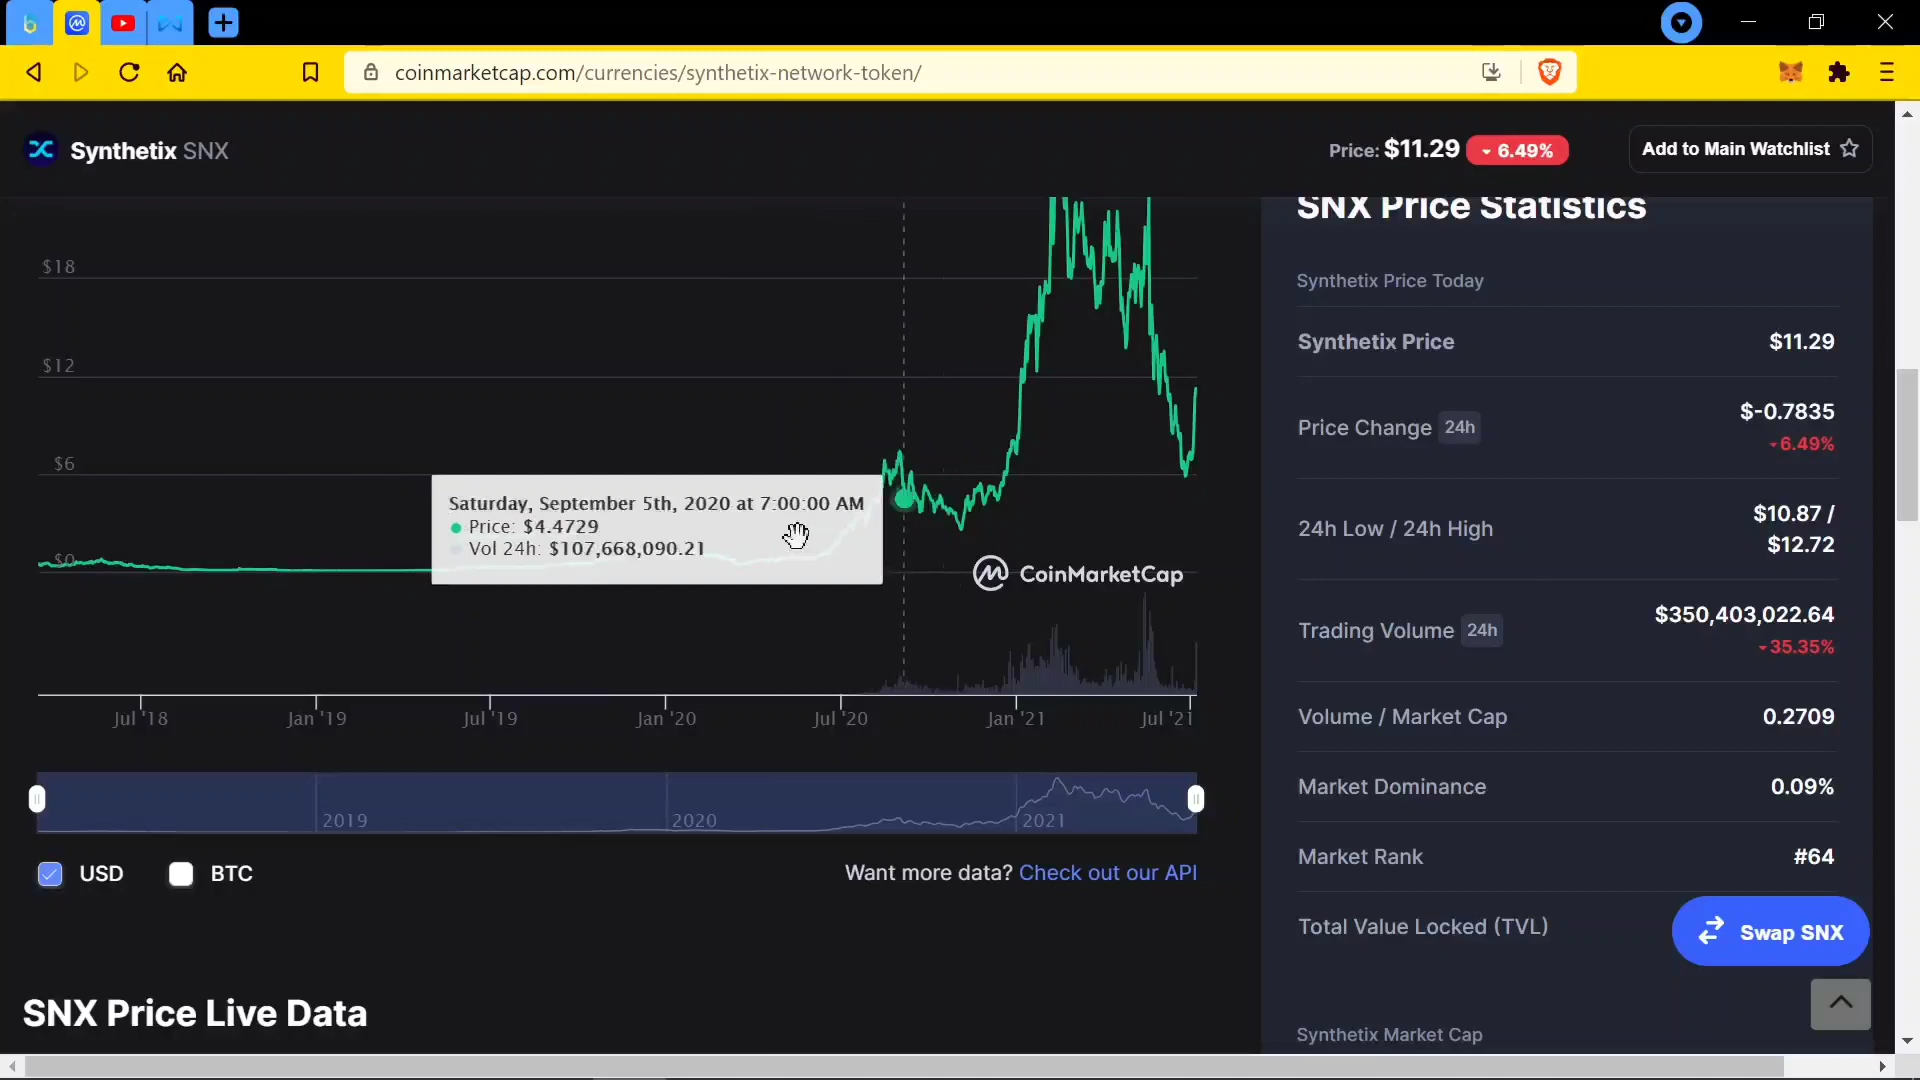 coinmarketcap.com/currencies/synthetix-network-token/
Synthetix SNX
Price: $11.29 6.49%
Add to Main Watchlist
$18
$12
$6
$0
Saturday, September 5th, 2020 at 7:00:00 AM
Price: $4.4729
Vol 24h: $107,668,090.21
CoinMarketCap
Jul '18 Jan '19 Jul '19 Jan '20 Jul '20 Jan '21 Jul '21
2019 2020 2021
USD BTC
Want more data? Check out our API
SNX Price Live Data
SNX Price Statistics
Synthetix Price Today
Synthetix Price $11.29
Price Change 24h $-0.7835
6.49%
24h Low / 24h High $10.87 /
$12.72
Trading Volume 24h $350,403,022.64
35.35%
Volume / Market Cap 0.2709
Market Dominance 0.09%
Market Rank #64
Total Value Locked (TVL)
Swap SNX
Synthetix Market Cap